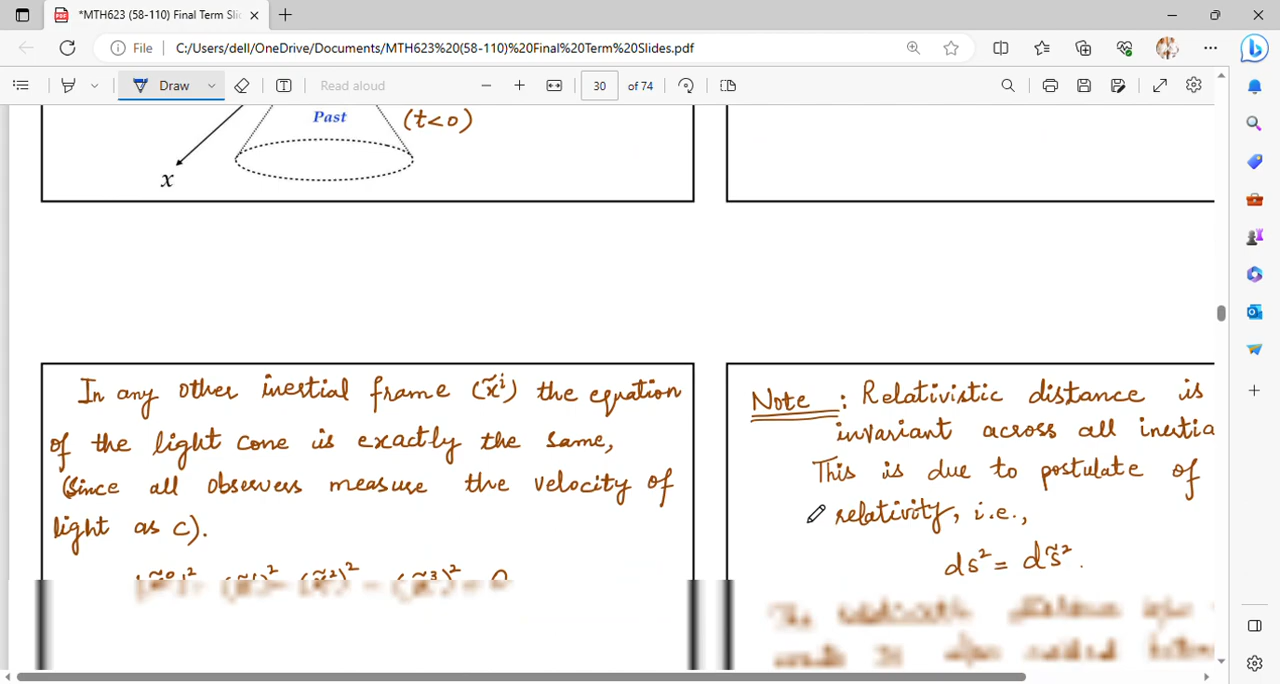 *MTH623 (58-110) Final Term Sli
File
C:/Users/dell/OneDrive/Documents/MTH623%20(58-110)%20Final%20Term%20Slides.pdf
Draw
Read aloud
30
of 74
Past
(t<0)
x
In any other inertial frame (x̃ⁱ) the equation
of the light cone is exactly the same,
(Since all observers measure the velocity of
light as c).
Note : Relativistic distance is
invariant across all inertia
This is due to postulate of
relativity, i.e.,
ds² = ds̃².